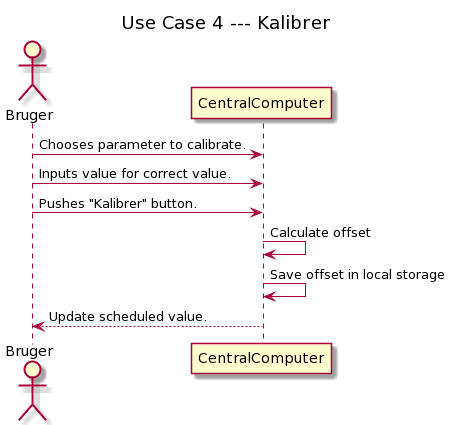 Use Case 4 --- Kalibrer
Bruger
CentralComputer
Chooses parameter to calibrate.
Inputs value for correct value.
Pushes "Kalibrer" button.
Calculate offset
Save offset in local storage
Update scheduled value.
Bruger
CentralComputer